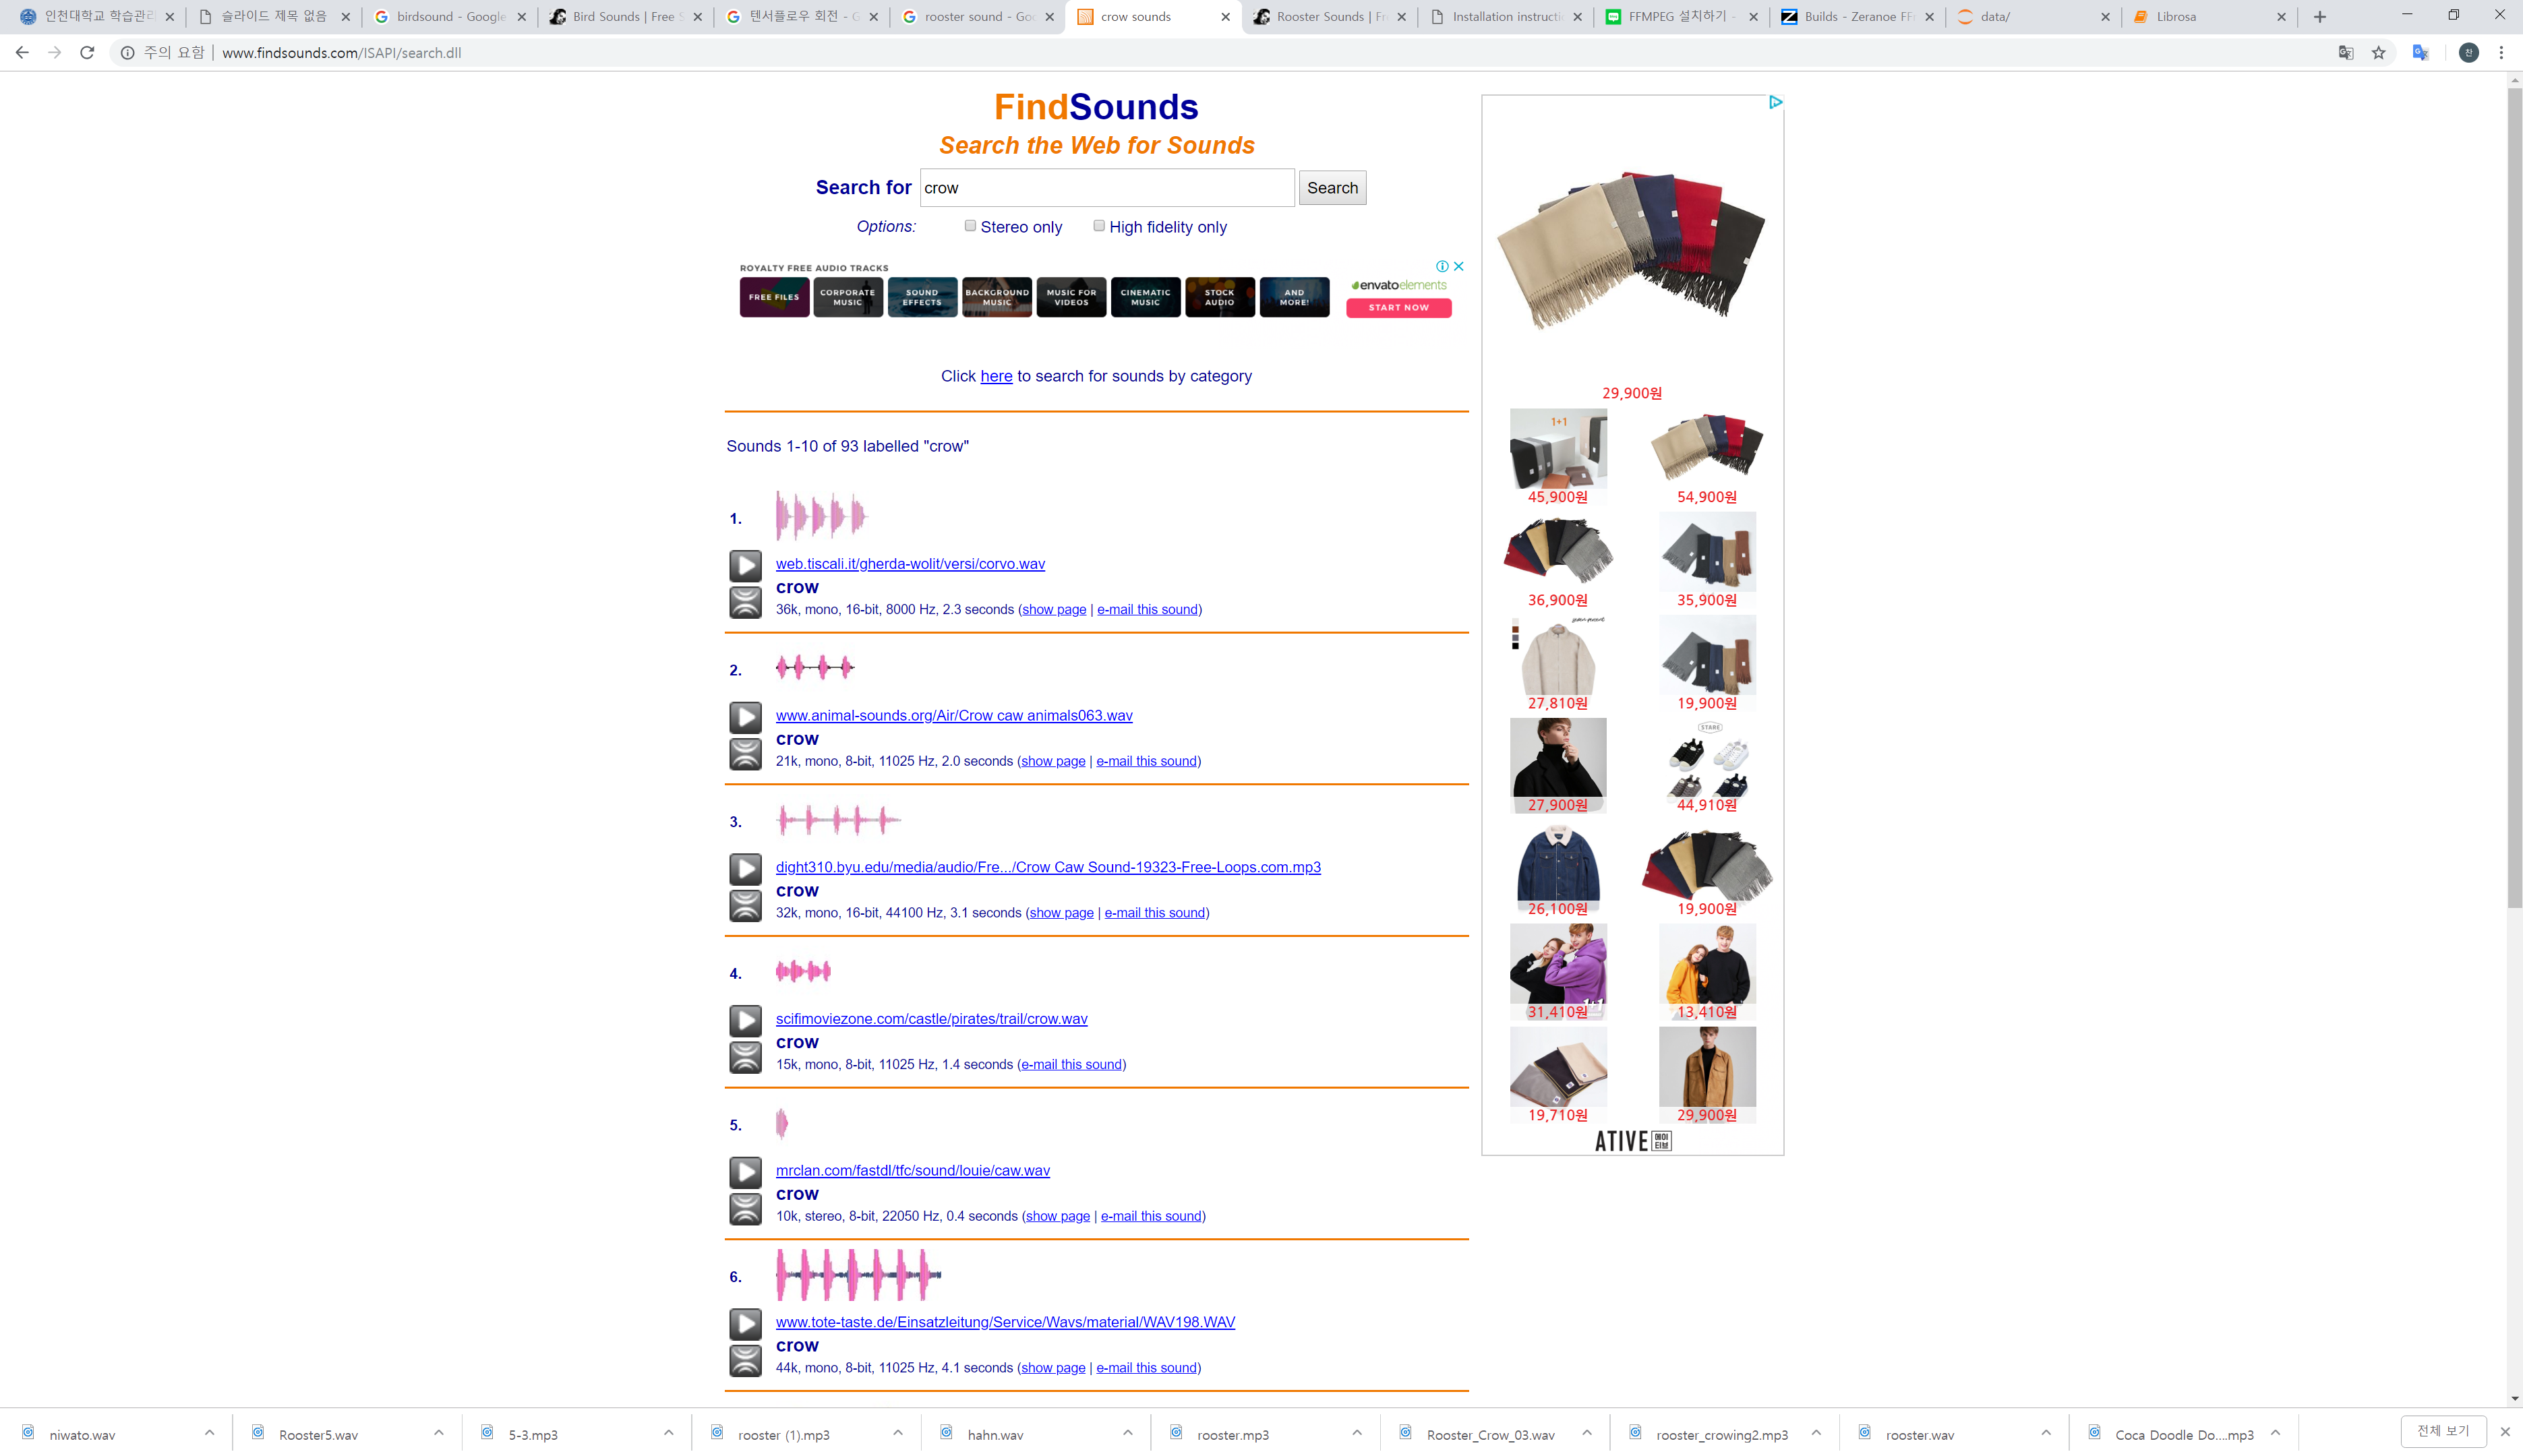 인천대학교 학습관리
슬라이드 제목 없음
birdsound - Google
Bird Sounds | Free S
텐서플로우 회전 - G
rooster sound - Goo
crow sounds
Rooster Sounds | Fr
Installation instructi
FFMPEG 설치하기 -
Builds - Zeranoe FF
data/
Librosa
주의 요함 | www.findsounds.com/ISAPI/search.dll
찬
FindSounds
Search the Web for Sounds
Search for crow Search
Options: Stereo only High fidelity only
ROYALTY FREE AUDIO TRACKS
FREE FILES
CORPORATE MUSIC
SOUND EFFECTS
BACKGROUND MUSIC
MUSIC FOR VIDEOS
CINEMATIC MUSIC
STOCK AUDIO
AND MORE!
envatoelements
START NOW
Click here to search for sounds by category
Sounds 1-10 of 93 labelled "crow"
1.
web.tiscali.it/gherda-wolit/versi/corvo.wav
crow
36k, mono, 16-bit, 8000 Hz, 2.3 seconds (show page | e-mail this sound)
2.
www.animal-sounds.org/Air/Crow caw animals063.wav
crow
21k, mono, 8-bit, 11025 Hz, 2.0 seconds (show page | e-mail this sound)
3.
dight310.byu.edu/media/audio/Fre.../Crow Caw Sound-19323-Free-Loops.com.mp3
crow
32k, mono, 16-bit, 44100 Hz, 3.1 seconds (show page | e-mail this sound)
4.
scifimoviezone.com/castle/pirates/trail/crow.wav
crow
15k, mono, 8-bit, 11025 Hz, 1.4 seconds (e-mail this sound)
5.
mrclan.com/fastdl/tfc/sound/louie/caw.wav
crow
10k, stereo, 8-bit, 22050 Hz, 0.4 seconds (show page | e-mail this sound)
6.
www.tote-taste.de/Einsatzleitung/Service/Wavs/material/WAV198.WAV
crow
44k, mono, 8-bit, 11025 Hz, 4.1 seconds (show page | e-mail this sound)
29,900원
1+1
45,900원 54,900원
36,900원 35,900원
27,810원 19,900원
STARE
27,900원 44,910원
26,100원 19,900원
1+1
31,410원 13,410원
19,710원 29,900원
ATIVE 에이티브
niwato.wav
Rooster5.wav
5-3.mp3
rooster (1).mp3
hahn.wav
rooster.mp3
Rooster_Crow_03.wav
rooster_crowing2.mp3
rooster.wav
Coca Doodle Do....mp3
전체 보기